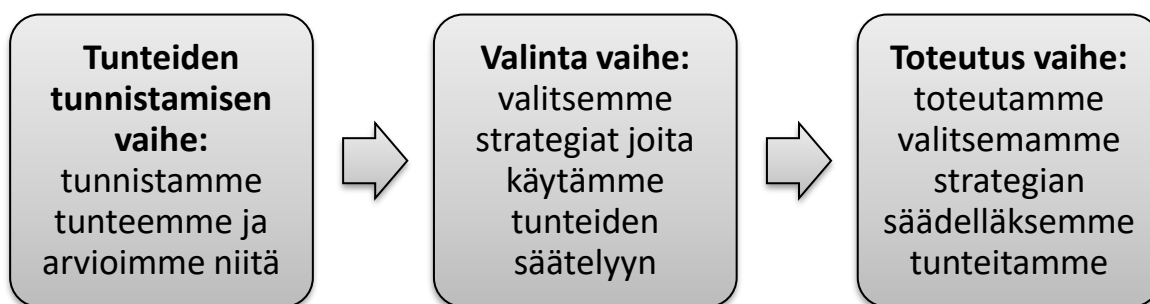 Tunteiden
tunnistamisen
vaihe:
tunnistamme
tunteemme ja
arvioimme niitä
Valinta vaihe:
valitsemme
strategiat joita
käytämme
tunteiden
säätelyyn
Toteutus vaihe:
toteutamme
valitsemamme
strategian
säädelläksemme
tunteitamme